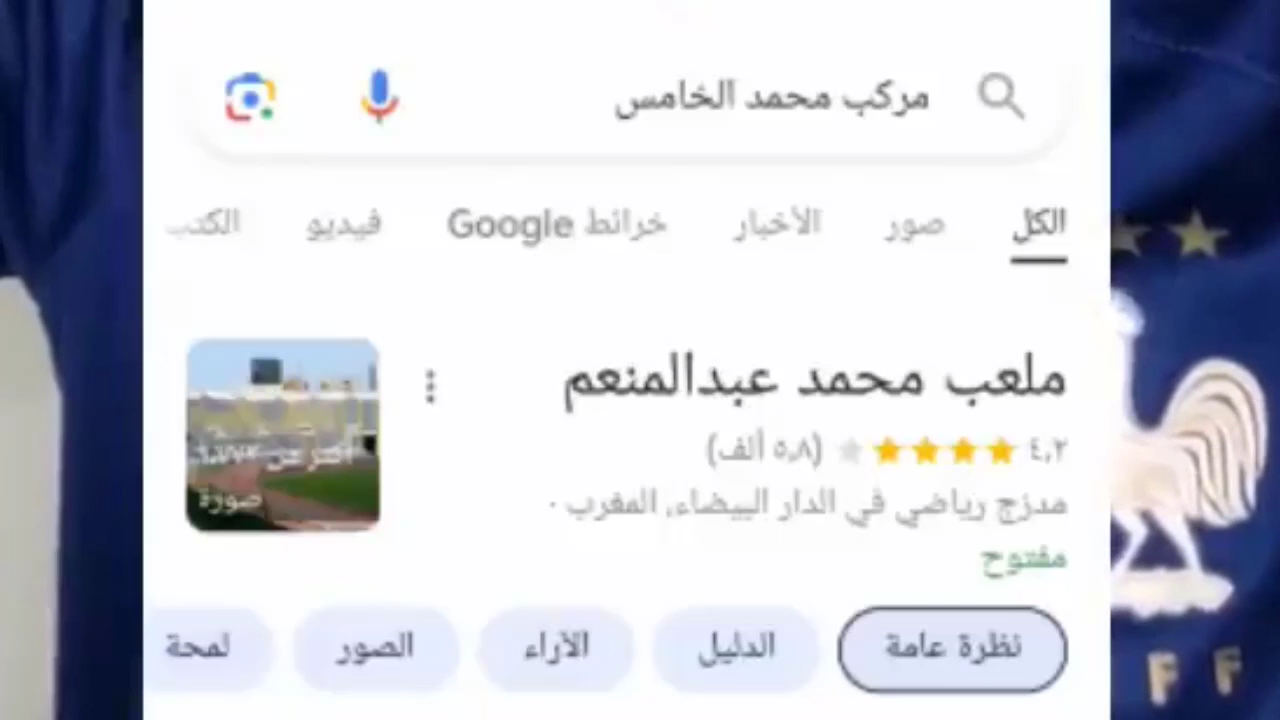 مركب محمد الخامس
الكل صور الأخبار خرائط Google فيديو الكتب
ملعب محمد عبدالمنعم
٤٫٢ (٥٫٨ ألف)
مدرج رياضي في الدار البيضاء، المغرب ·
مفتوح
صورة
نظرة عامة الدليل الآراء الصور لمحة
F F